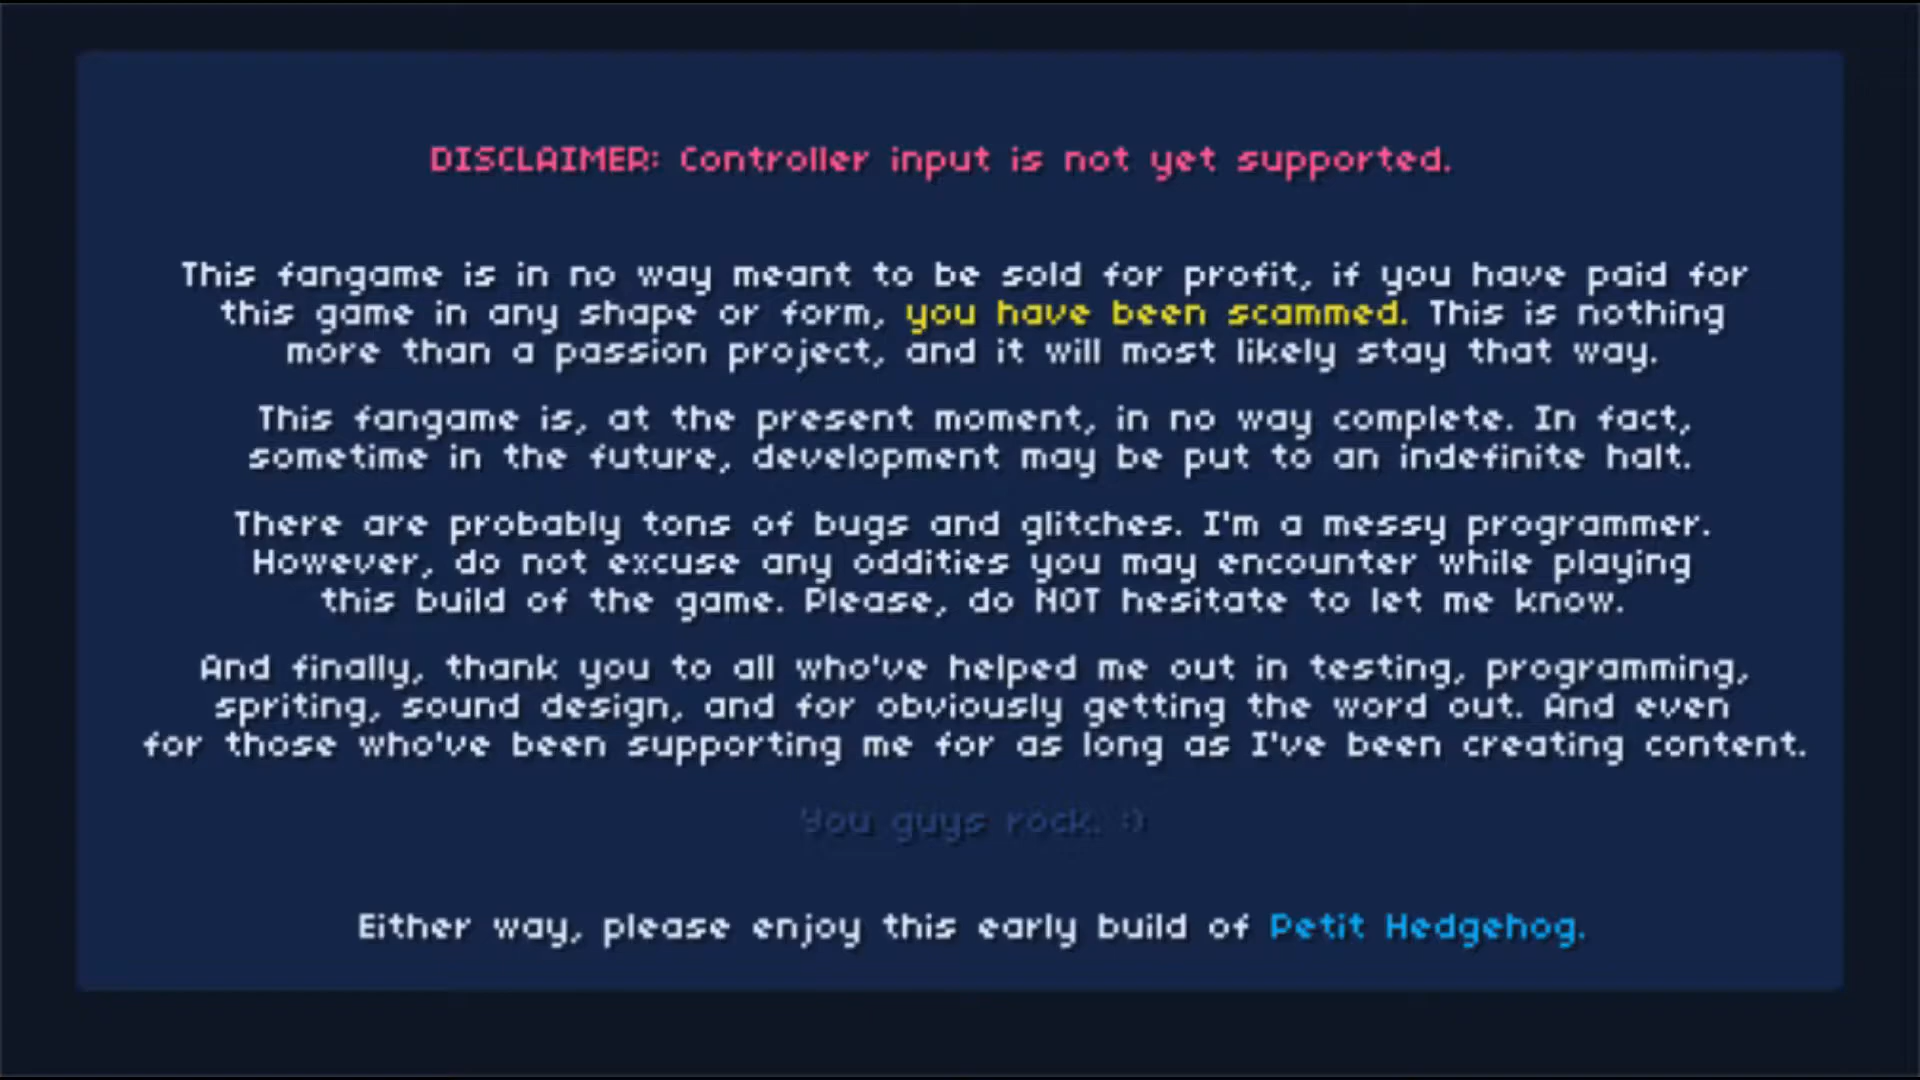 DISCLAIMER: Controller input is not yet supported.
This fangame is in no way meant to be sold for profit, if you have paid for
this game in any shape or form, you have been scammed. This is nothing
more than a passion project, and it will most likely stay that way.
This fangame is, at the present moment, in no way complete. In fact,
sometime in the future, development may be put to an indefinite halt.
There are probably tons of bugs and glitches. I'm a messy programmer.
However, do not excuse any oddities you may encounter while playing
this build of the game. Please, do NOT hesitate to let me know.
And finally, thank you to all who've helped me out in testing, programming,
spriting, sound design, and for obviously getting the word out. And even
for those who've been supporting me for as long as I've been creating content.
You guys rock. :)
Either way, please enjoy this early build of Petit Hedgehog.